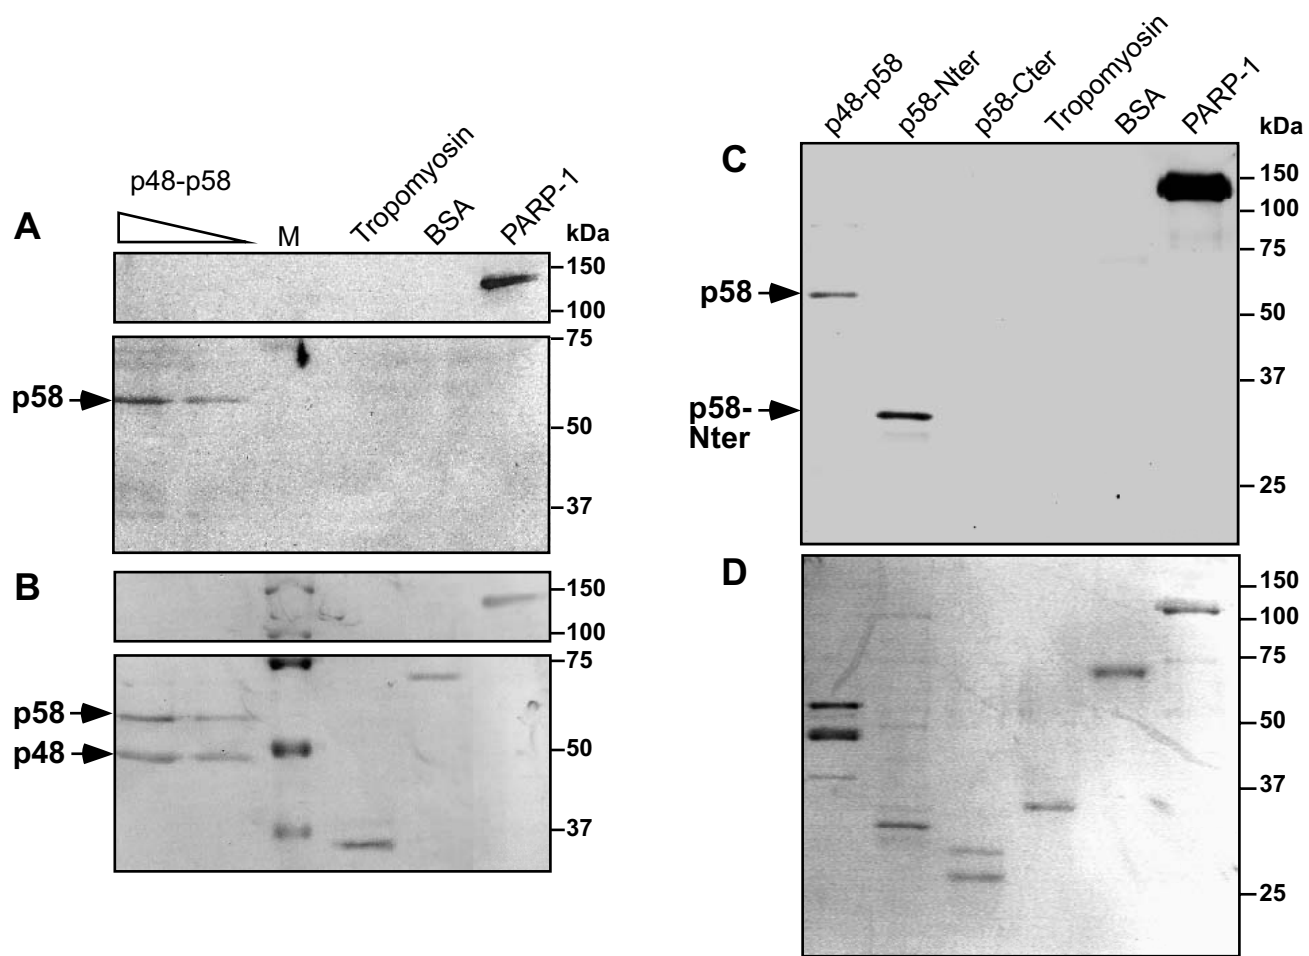 A
p48-p58
M
Tropomyosin
BSA
PARP-1
kDa
150
100
75
p58
50
37
B
150
100
75
p58
p48
50
37
C
p48-p58
p58-Nter
p58-Cter
Tropomyosin
BSA
PARP-1
kDa
150
100
75
p58
50
37
p58-
Nter
25
D
150
100
75
50
37
25